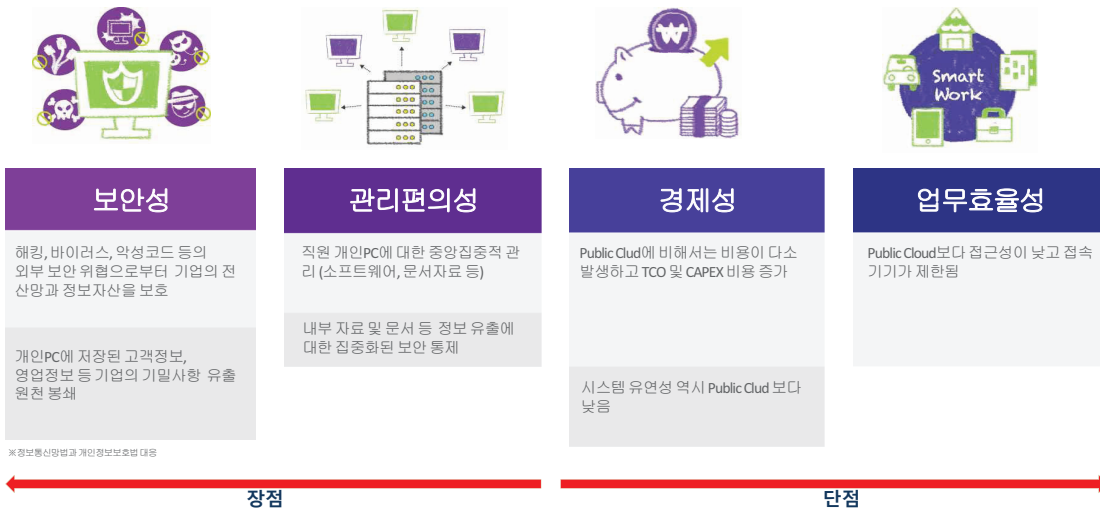 Smart
Work
보안성
해킹, 바이러스, 악성코드 등의
외부 보안 위협으로부터 기업의 전
산망과 정보자산을 보호
개인PC에 저장된 고객정보,
영업정보 등 기업의 기밀사항 유출
원천 봉쇄
※정보통신망법과 개인정보보호법 대응
관리편의성
직원 개인PC에 대한 중앙집중적 관
리 (소프트웨어, 문서자료 등)
내부 자료 및 문서 등 정보 유출에
대한 집중화된 보안 통제
경제성
Public Clud에 비해서는 비용이 다소
발생하고 TCO 및 CAPEX 비용 증가
시스템 유연성 역시 Public Clud 보다
낮음
업무효율성
Public Cloud보다 접근성이 낮고 접속
기기가 제한됨
장점
단점